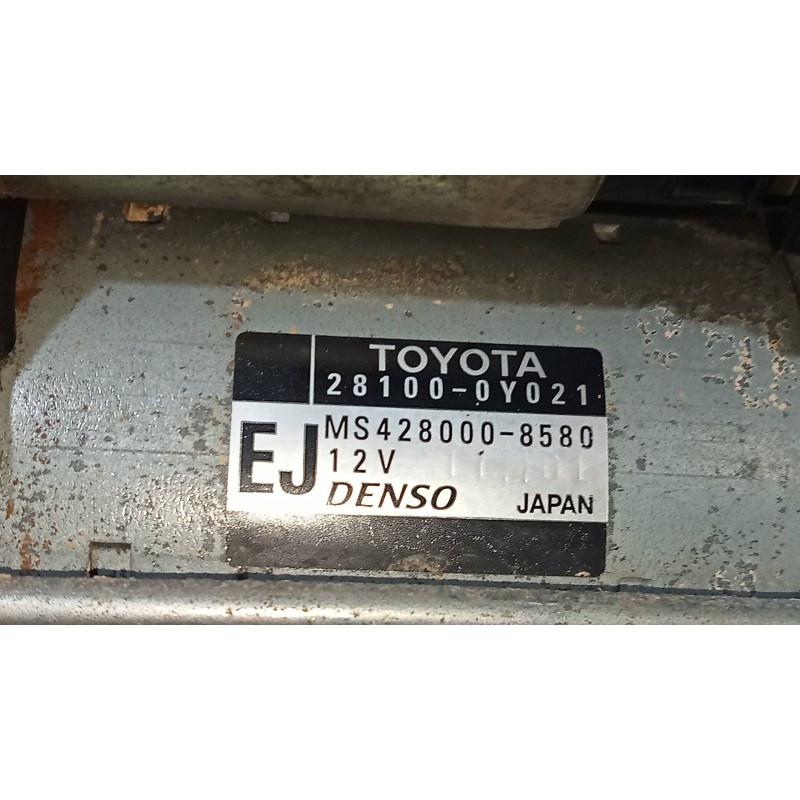 TOYOTA
28100-0Y021
EJ
MS428000-8580
12V
DENSO JAPAN